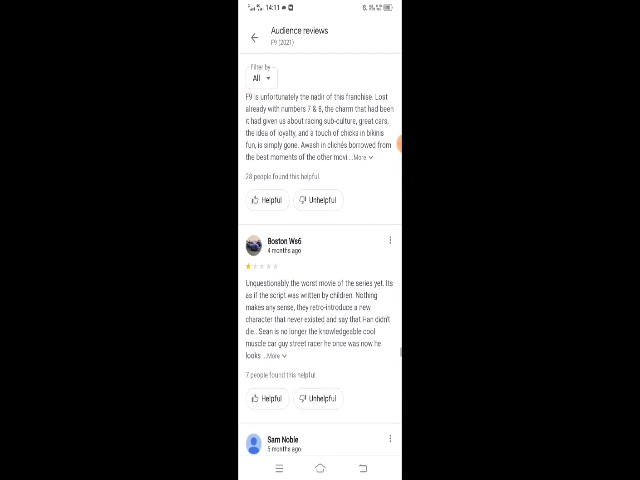 14:11
Audience reviews
F9 (2021)
Filter by
All
F9 is unfortunately the nadir of this franchise. Lost
already with numbers 7 & 8, the charm that had been
it had given us about racing sub-culture, great cars,
the idea of loyalty, and a touch of chicks in bikinis
fun, is simply gone. Awash in clichés borrowed from
the best moments of the other movi ...More
28 people found this helpful.
Helpful
Unhelpful
Boston Ws6
4 months ago
Unquestionably the worst movie of the series yet. Its
as if the script was written by children. Nothing
makes any sense, they retro-introduce a new
character that never existed and say that Han didn't
die.. Sean is no longer the knowledgeable cool
muscle car guy street racer he once was now he
looks ...More
7 people found this helpful.
Helpful
Unhelpful
Sam Noble
5 months ago